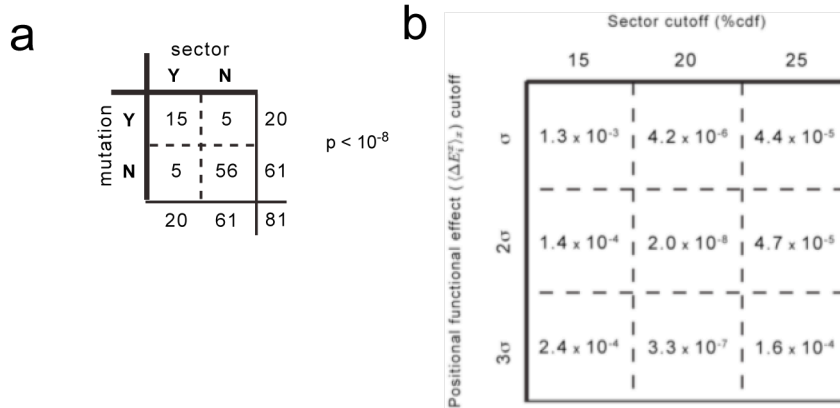 a
sector
Y N
mutation
Y 15 5 20
N 5 56 61
20 61 81
p < 10⁻⁸
b
Sector cutoff (%cdf)
15 20 25
Positional functional effect (⟨ΔEᵢˣ⟩ₓ) cutoff
σ 1.3 x 10⁻³ 4.2 x 10⁻⁶ 4.4 x 10⁻⁵
2σ 1.4 x 10⁻⁴ 2.0 x 10⁻⁸ 4.7 x 10⁻⁵
3σ 2.4 x 10⁻⁴ 3.3 x 10⁻⁷ 1.6 x 10⁻⁴